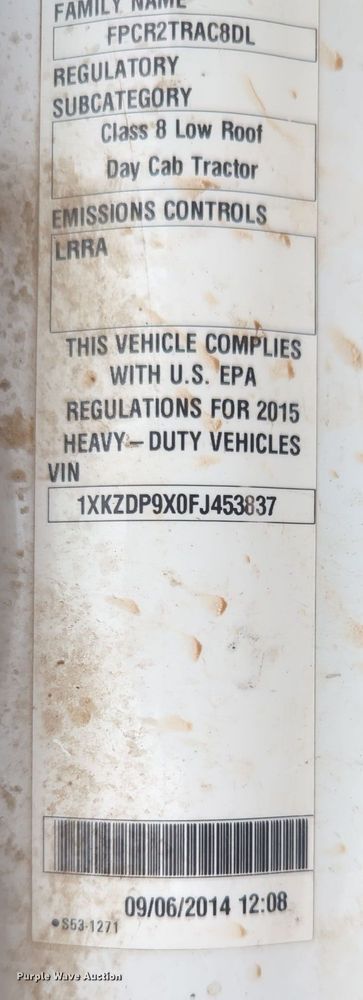 FAMILY NAME
FPCR2TRAC8DL
REGULATORY
SUBCATEGORY
Class 8 Low Roof
Day Cab Tractor
EMISSIONS CONTROLS
LRRA
THIS VEHICLE COMPLIES
WITH U.S. EPA
REGULATIONS FOR 2015
HEAVY-DUTY VEHICLES
VIN
1XKZDP9X0FJ453837
09/06/2014 12:08
•S53-1271
Purple Wave Auction